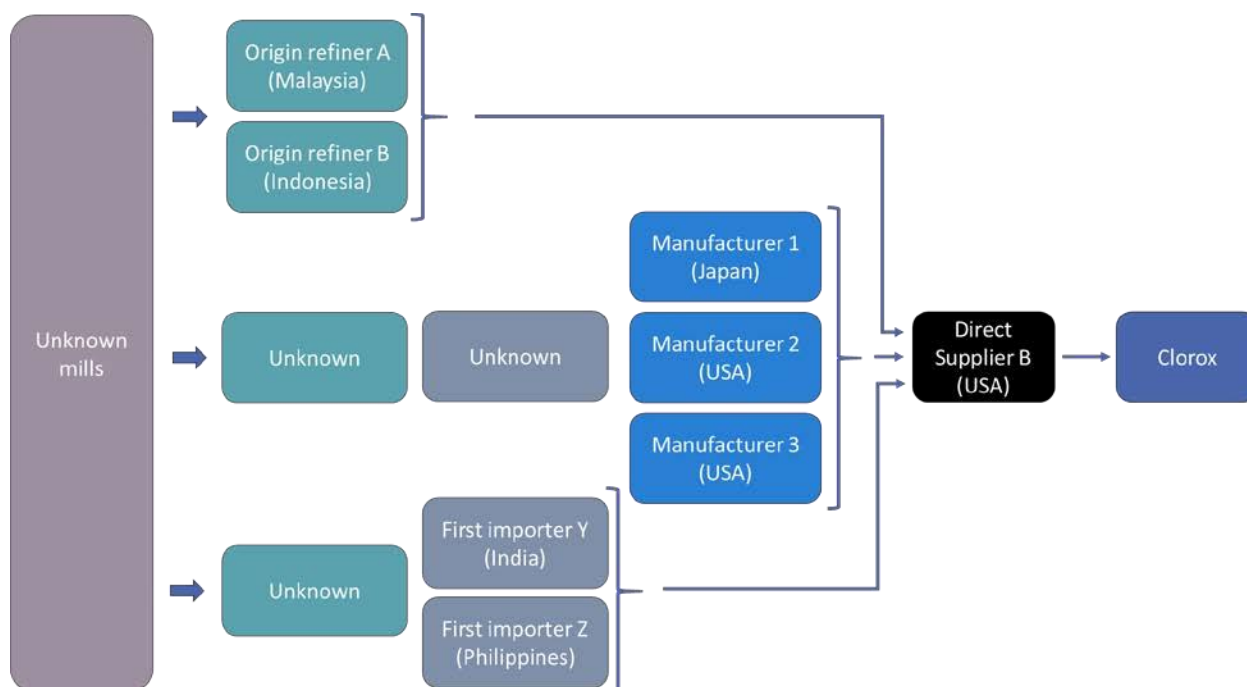 Unknown
mills
Origin refiner A
(Malaysia)
Origin refiner B
(Indonesia)
Unknown
Unknown
Manufacturer 1
(Japan)
Manufacturer 2
(USA)
Manufacturer 3
(USA)
Unknown
First importer Y
(India)
First importer Z
(Philippines)
Direct
Supplier B
(USA)
Clorox